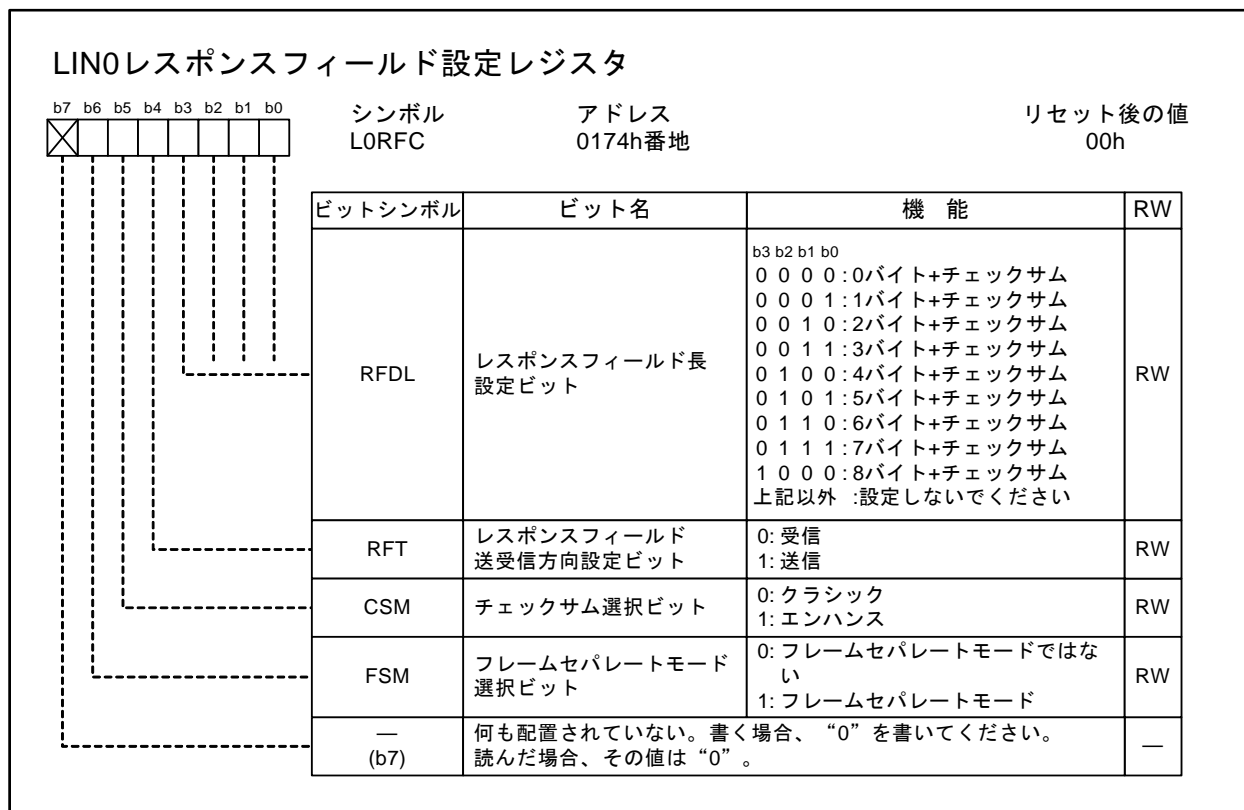 LIN0レスポンスフィールド設定レジスタ
b7 b6 b5 b4 b3 b2 b1 b0
シンボル アドレス リセット後の値
L0RFC 0174h番地 00h
ビットシンボル ビット名 機 能 RW
RFDL
レスポンスフィールド長
設定ビット
b3 b2 b1 b0
0 0 0 0:0バイト+チェックサム
0 0 0 1:1バイト+チェックサム
0 0 1 0:2バイト+チェックサム
0 0 1 1:3バイト+チェックサム
0 1 0 0:4バイト+チェックサム
0 1 0 1:5バイト+チェックサム
0 1 1 0:6バイト+チェックサム
0 1 1 1:7バイト+チェックサム
1 0 0 0:8バイト+チェックサム
上記以外 :設定しないでください
RW
RFT
レスポンスフィールド
送受信方向設定ビット
0: 受信
1: 送信
RW
CSM
チェックサム選択ビット
0: クラシック
1: エンハンス
RW
FSM
フレームセパレートモード
選択ビット
0: フレームセパレートモードではな
い
1: フレームセパレートモード
RW
—
(b7)
何も配置されていない。書く場合、“0”を書いてください。
読んだ場合、その値は“0”。
—